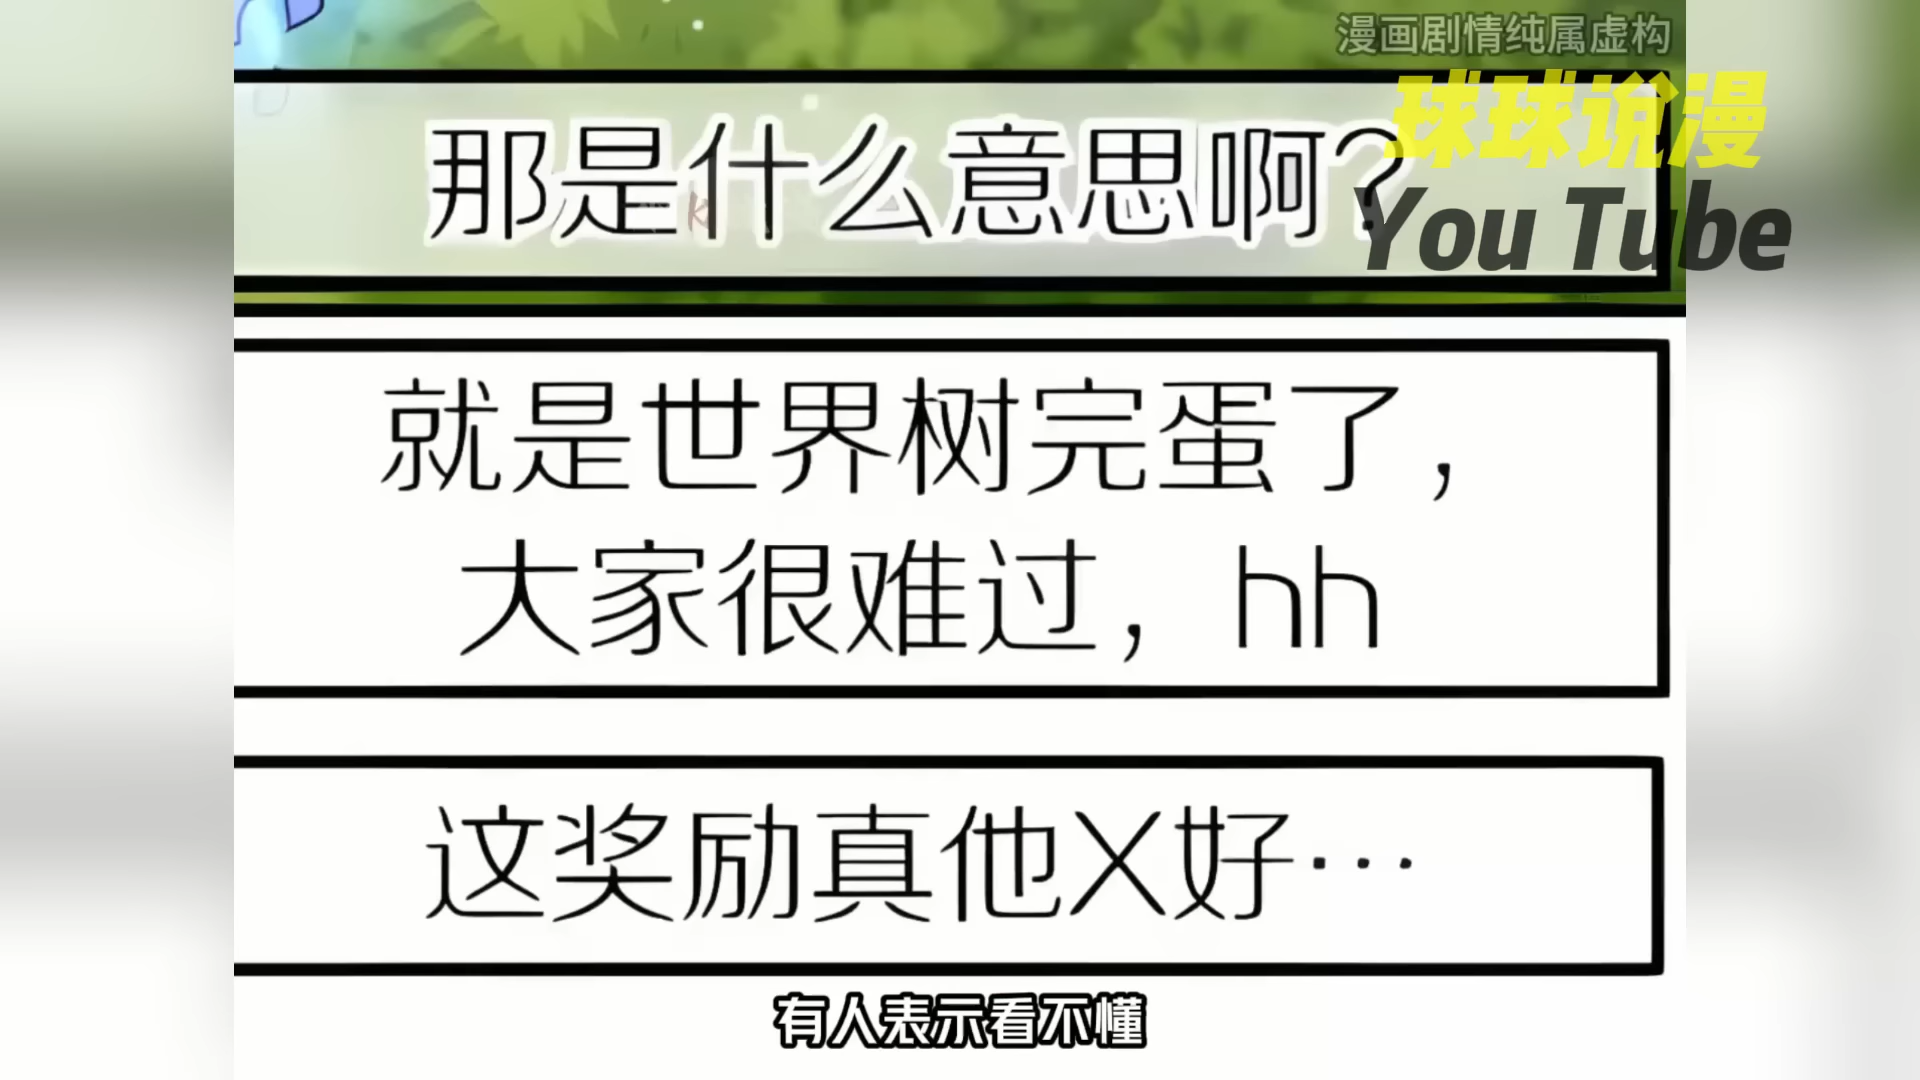 漫画剧情纯属虚构
球球说漫
You Tube
那是什么意思啊?
就是世界树完蛋了,
大家很难过, hh
这奖励真他X好…
有人表示看不懂